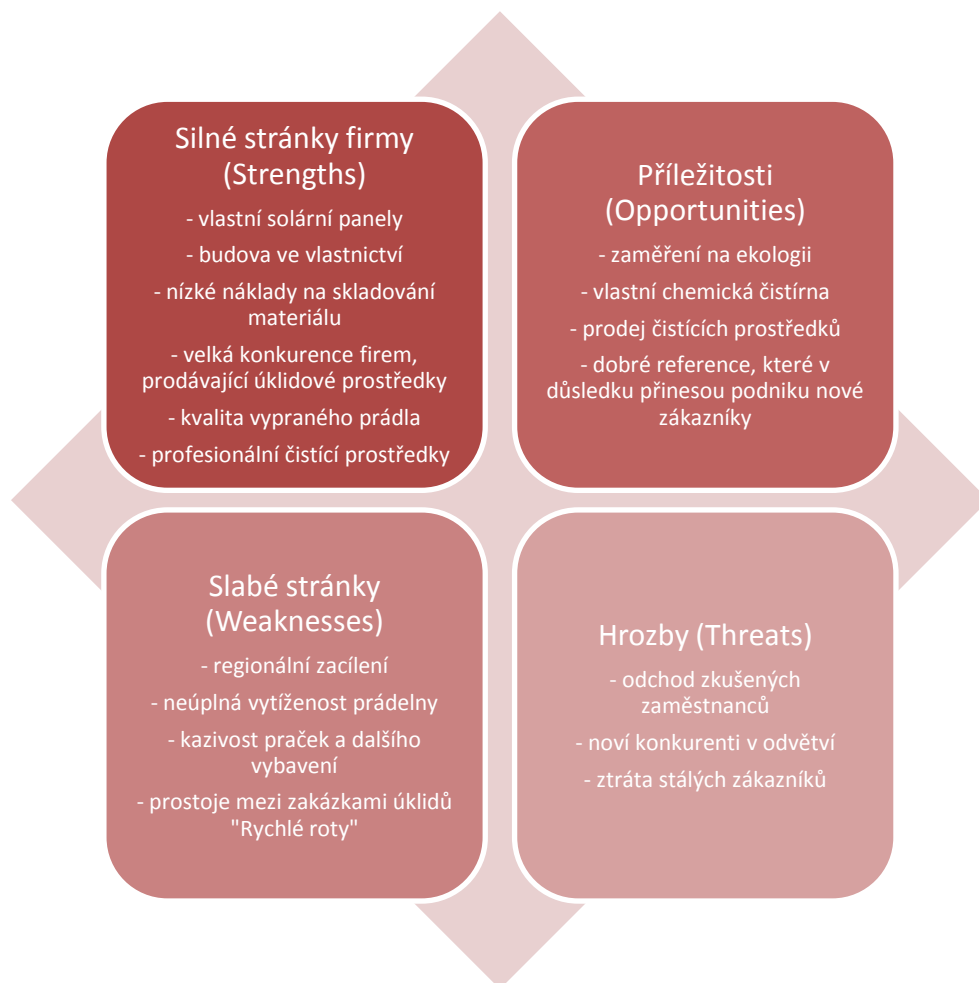 Silné stránky firmy
(Strengths)
- vlastní solární panely
- budova ve vlastnictví
- nízké náklady na skladování
materiálu
- velká konkurence firem,
prodávající úklidové prostředky
- kvalita vypraného prádla
- profesionální čistící prostředky
Příležitosti
(Opportunities)
- zaměření na ekologii
- vlastní chemická čistírna
- prodej čistících prostředků
- dobré reference, které v
důsledku přinesou podniku nové
zákazníky
Slabé stránky
(Weaknesses)
- regionální zacílení
- neúplná vytíženost prádelny
- kazivost praček a dalšího
vybavení
- prostoje mezi zakázkami úklidů
"Rychlé roty"
Hrozby (Threats)
- odchod zkušených
zaměstnanců
- noví konkurenti v odvětví
- ztráta stálých zákazníků